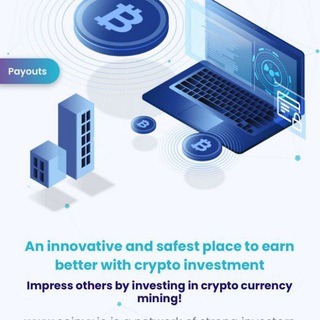 Payouts
An innovative and safest place to earn
better with crypto investment
Impress others by investing in crypto currency
mining!